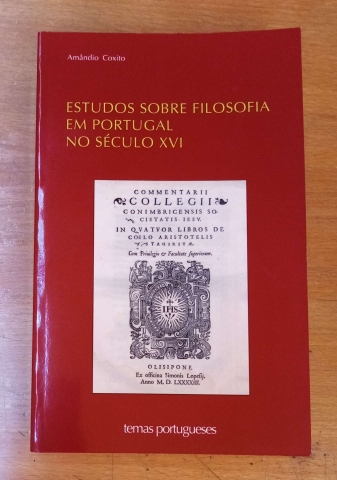 Amândio Coxito
ESTUDOS SOBRE FILOSOFIA
EM PORTUGAL
NO SÉCULO XVI
COMMENTARII
COLLEGII
CONIMBRICENSIS SO-
CIETATIS IESV.
IN QVATVOR LIBROS DE
COELO ARISTOTELIS
STAGIRITÆ.
Cum Privilegio & Facultate superiorum.
IHS
OLISIPONE.
Ex officina Simonis Lopesij.
Anno M. D. LXXXXIII.
temas portugueses